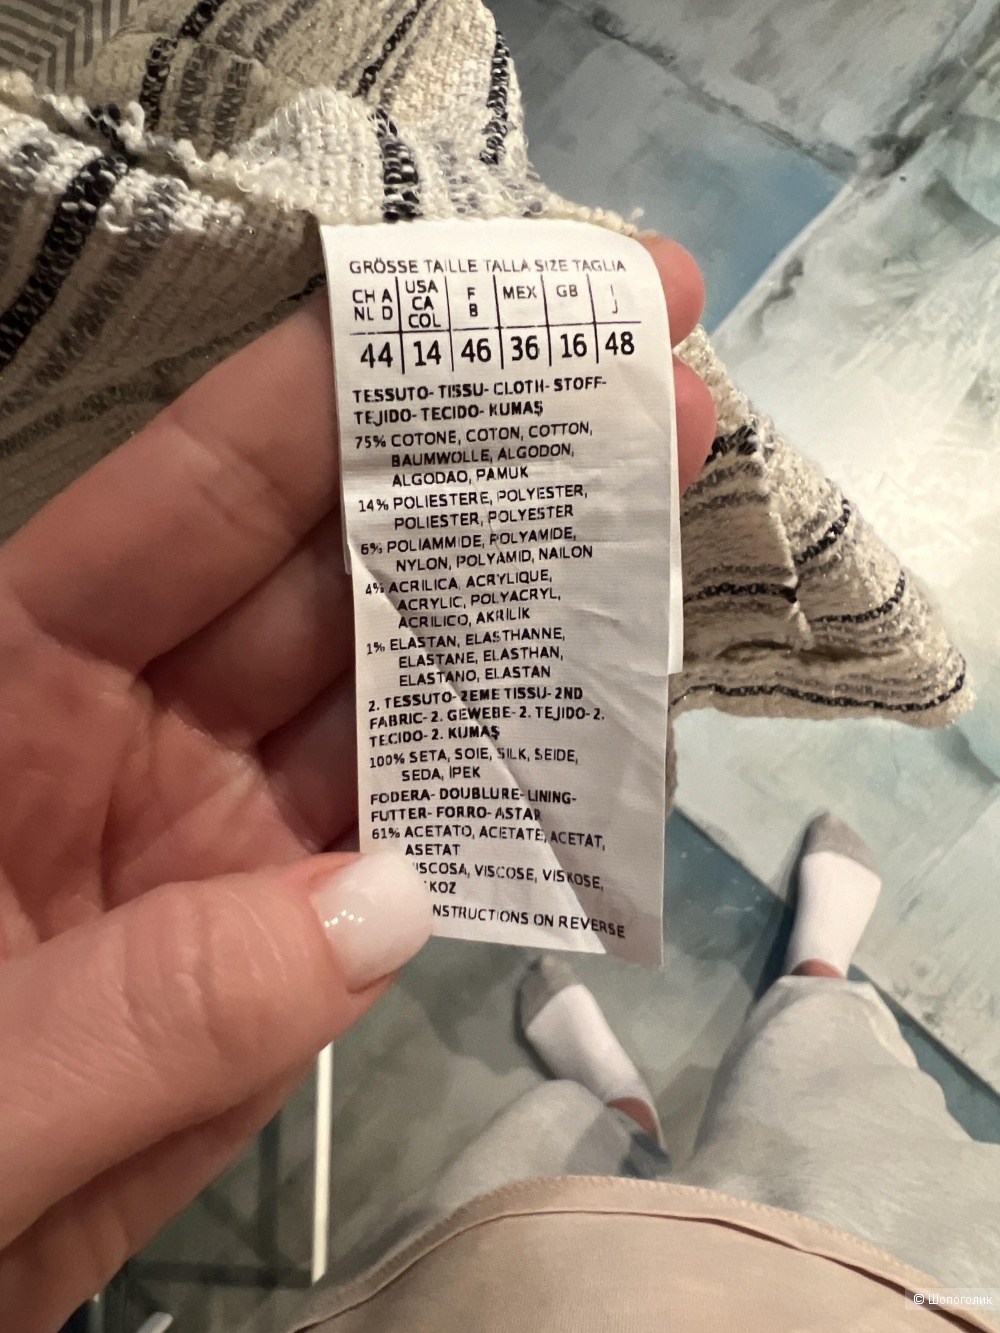 GRÖSSE TAILLE TALLA SIZE TAGLIA
CH A NL D | USA CA COL | F B | MEX | GB | I J
44 | 14 | 46 | 36 | 16 | 48
TESSUTO- TISSU- CLOTH- STOFF-
TEJIDO- TECIDO- KUMAŞ
75% COTONE, COTON, COTTON,
BAUMWOLLE, ALGODON,
ALGODAO, PAMUK
14% POLIESTERE, POLYESTER,
POLIESTER, POLYESTER
6% POLIAMMIDE, POLYAMIDE,
NYLON, POLYAMID, NAILON
4% ACRILICA, ACRYLIQUE,
ACRYLIC, POLYACRYL,
ACRILICO, AKRİLİK
1% ELASTAN, ELASTHANNE,
ELASTANE, ELASTHAN,
ELASTANO, ELASTAN
2. TESSUTO- 2EME TISSU- 2ND
FABRIC- 2. GEWEBE- 2. TEJIDO- 2.
TECIDO- 2. KUMAŞ
100% SETA, SOIE, SILK, SEIDE,
SEDA, İPEK
FODERA- DOUBLURE- LINING-
FUTTER- FORRO- ASTAR
61% ACETATO, ACETATE, ACETAT,
ASETAT
VISCOSE, VISKOSE,
ON REVERSE
© Шопоголик